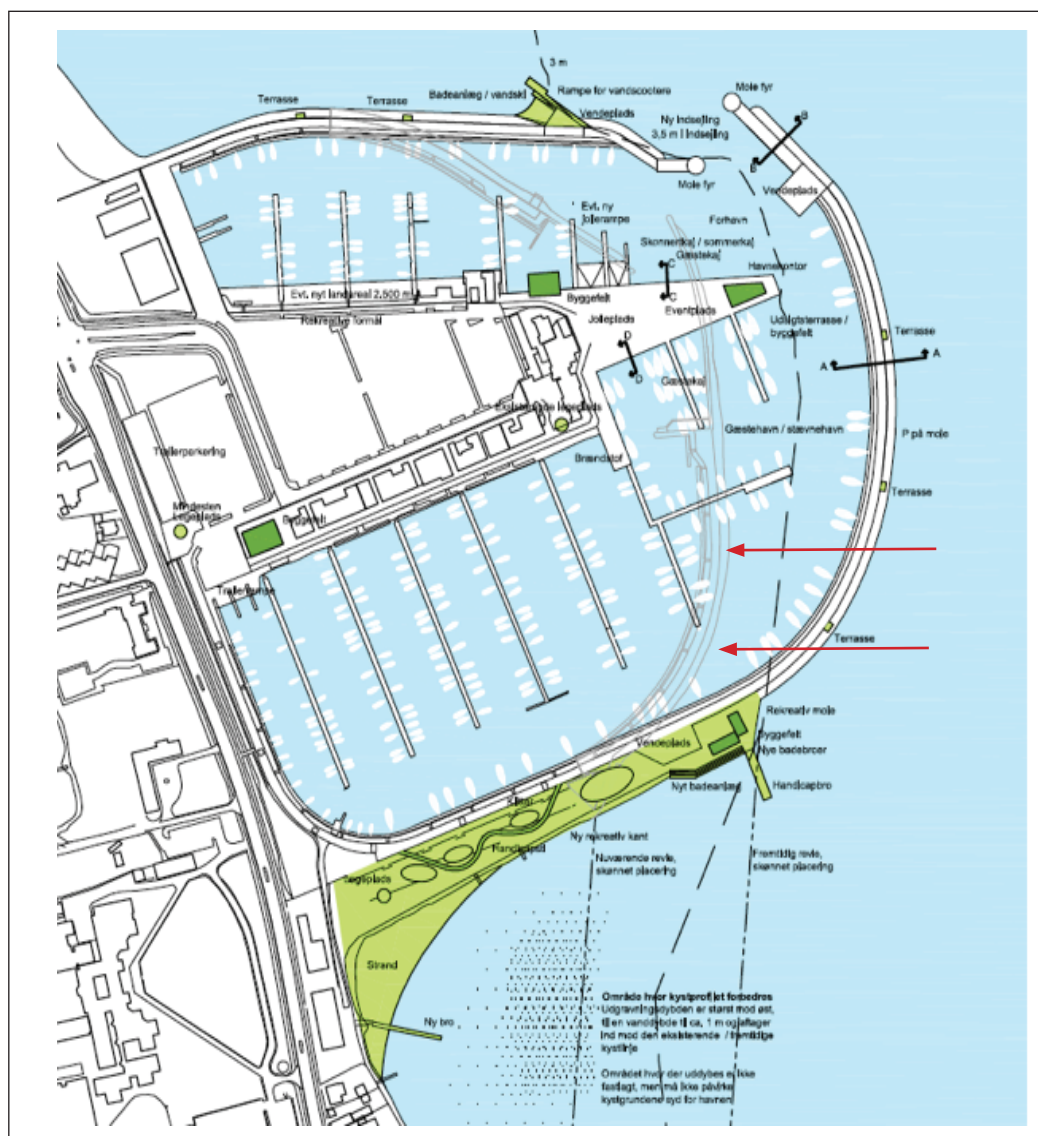 3 m
Mole fyr
Badeanlæg / vandski
Rampe for vandscootere
Terrasse
Terrasse
Vendeplads
Ny Indsejling
3,5 m i Indsejling
B
B
Mole fyr
Vendeplads
Evt. ny
jollerampe
Forhavn
Skonnertkaj / sommerkaj
Gæstekaj
C
Havnekontor
Evt. nyt landareal 2.500 m
Byggefelt
C
Rekreative formål
Jolleplads
Eventplads
Udsigtsterrasse /
byggefelt
Terrasse
D
A
A
D
Gæstekaj
Eksisterende legeplads
Gæstehavn / stævnehavn
P på mole
Trailerparkering
Brændstof
Terrasse
Mindesten
Legeplads
Byggefelt
Trailerrampe
Terrasse
Rekreativ mole
Byggefelt
Vendeplads
Nye badebroer
Nyt badeanlæg
Handicapbro
Ny rekreativ kant
Handicapsti
Nuværende revle,
skønnet placering
Fremtidig revle,
skønnet placering
Strand
Ny bro
Område hvor kystprofilet forbedres
Udgravningsdybden er størst mod øst,
til en vanddybde til ca. 1 m og aftager
ind mod den eksisterende / fremtidige
kystlinje
Området hvor der uddybes er ikke
fastlagt, men må ikke påvirke
kystgrundene syd for havnen